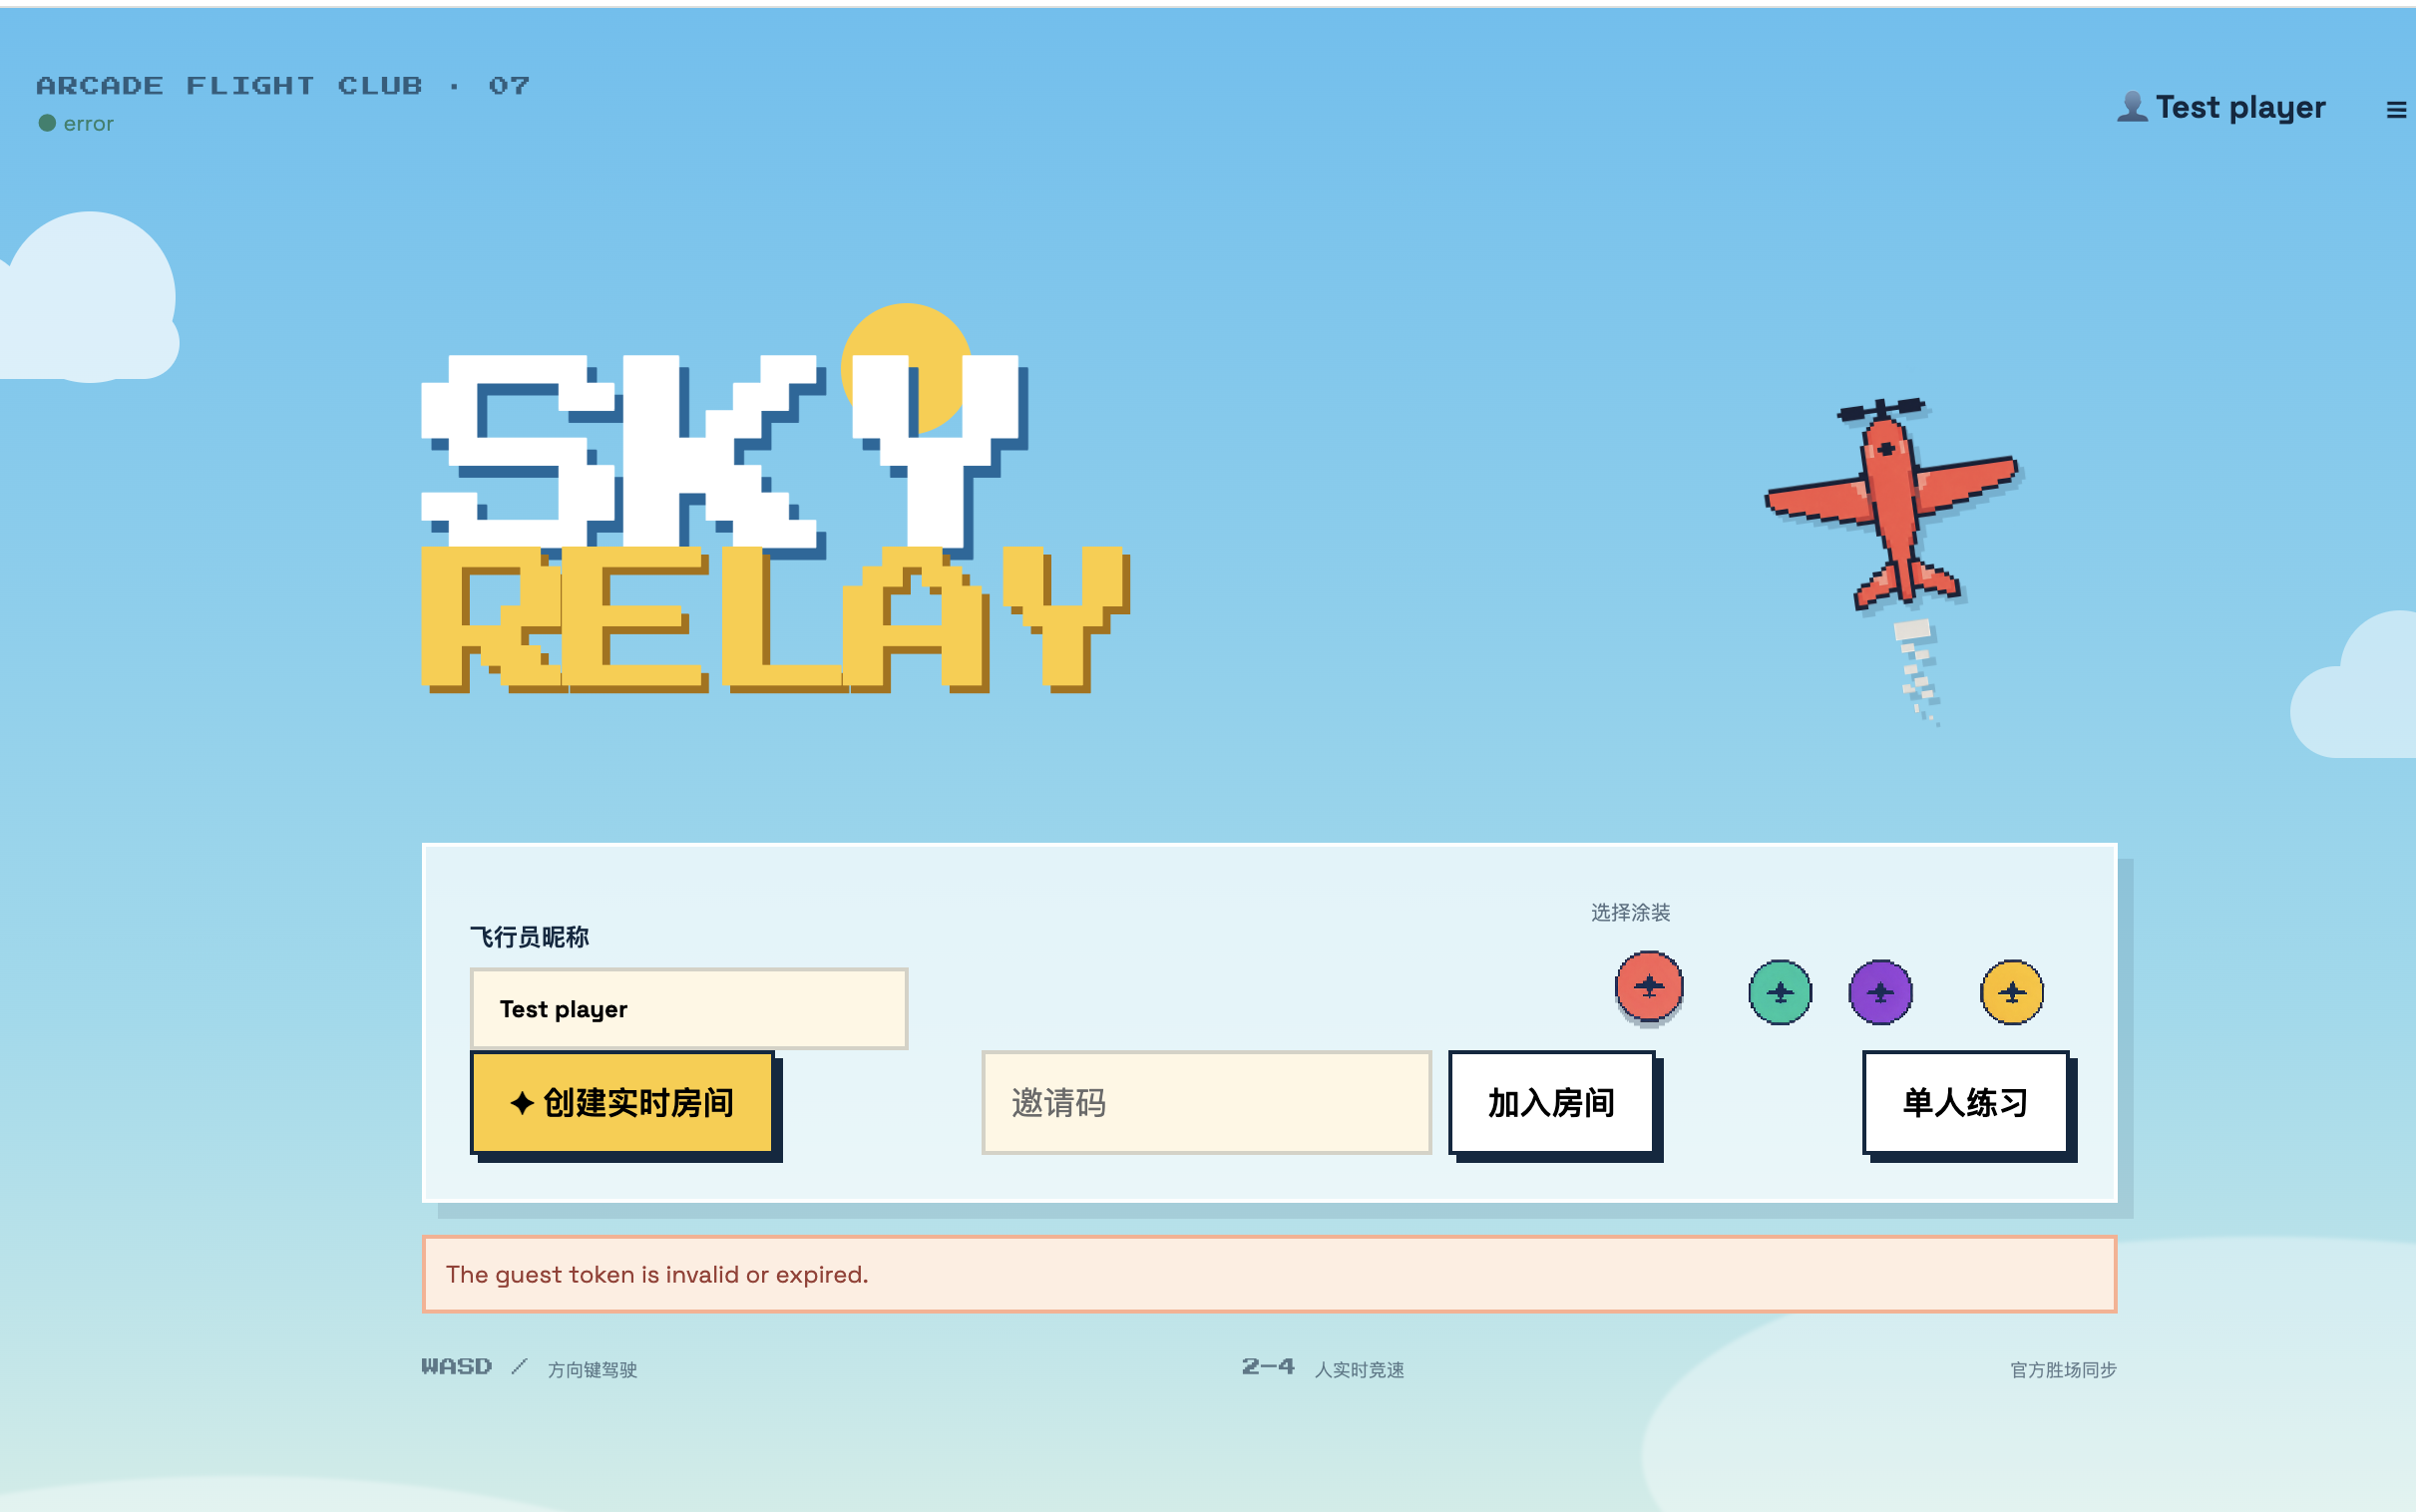 ARCADE FLIGHT CLUB · 07
error
Test player
SKY
RELAY
选择涂装
飞行员昵称
Test player
✦ 创建实时房间
邀请码
加入房间
单人练习
The guest token is invalid or expired.
WASD / 方向键驾驶
2—4 人实时竞速
官方胜场同步